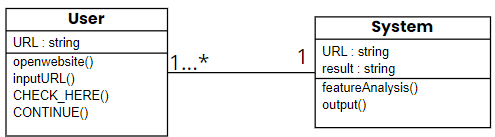 User
URL : string
openwebsite()
inputURL()
CHECK_HERE()
CONTINUE()
1...*
1
System
URL : string
result : string
featureAnalysis()
output()